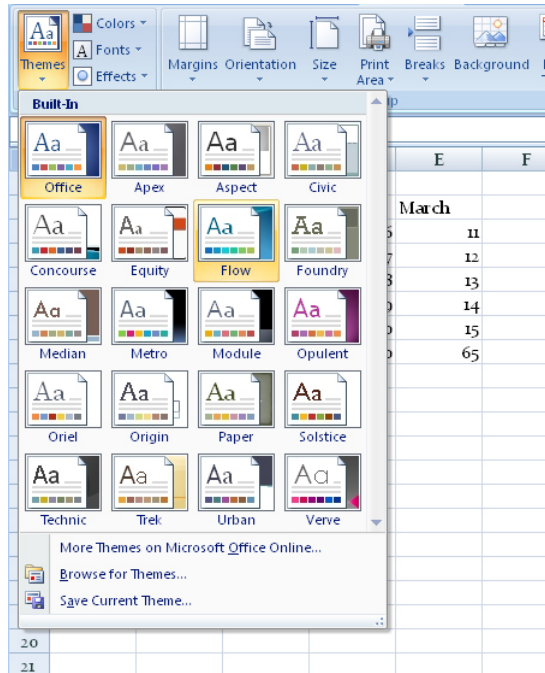 Aa
Themes
Colors
A Fonts
Effects
Margins Orientation Size Print Area Breaks Background
Built-In
E F
Aa Aa Aa Aa
Office Apex Aspect Civic
March
Aa Aa Aa Aa
11
Concourse Equity Flow Foundry
12
13
Aa Aa Aa Aa
14
15
Median Metro Module Opulent
65
Aa Aa Aa Aa
Oriel Origin Paper Solstice
Aa Aa Aa Aa
Technic Trek Urban Verve
More Themes on Microsoft Office Online...
Browse for Themes...
Save Current Theme...
20
21